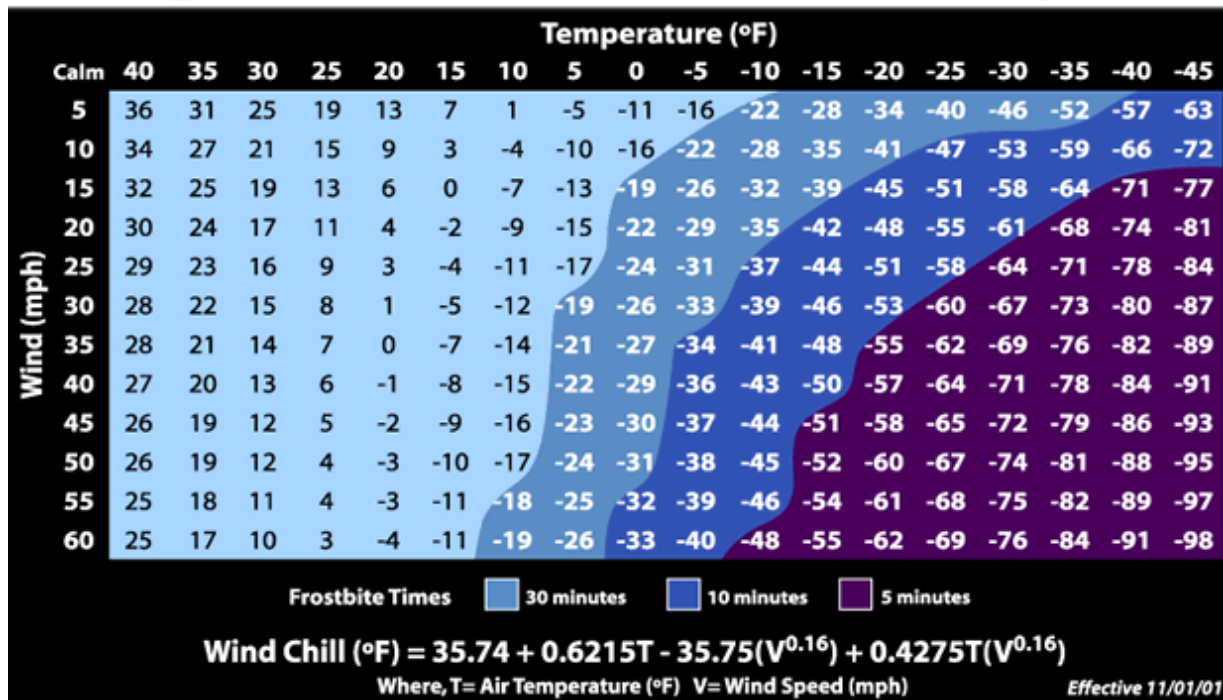 Temperature (ºF)
Calm 40 35 30 25 20 15 10 5 0 -5 -10 -15 -20 -25 -30 -35 -40 -45
5 36 31 25 19 13 7 1 -5 -11 -16 -22 -28 -34 -40 -46 -52 -57 -63
10 34 27 21 15 9 3 -4 -10 -16 -22 -28 -35 -41 -47 -53 -59 -66 -72
15 32 25 19 13 6 0 -7 -13 -19 -26 -32 -39 -45 -51 -58 -64 -71 -77
20 30 24 17 11 4 -2 -9 -15 -22 -29 -35 -42 -48 -55 -61 -68 -74 -81
25 29 23 16 9 3 -4 -11 -17 -24 -31 -37 -44 -51 -58 -64 -71 -78 -84
30 28 22 15 8 1 -5 -12 -19 -26 -33 -39 -46 -53 -60 -67 -73 -80 -87
35 28 21 14 7 0 -7 -14 -21 -27 -34 -41 -48 -55 -62 -69 -76 -82 -89
40 27 20 13 6 -1 -8 -15 -22 -29 -36 -43 -50 -57 -64 -71 -78 -84 -91
45 26 19 12 5 -2 -9 -16 -23 -30 -37 -44 -51 -58 -65 -72 -79 -86 -93
50 26 19 12 4 -3 -10 -17 -24 -31 -38 -45 -52 -60 -67 -74 -81 -88 -95
55 25 18 11 4 -3 -11 -18 -25 -32 -39 -46 -54 -61 -68 -75 -82 -89 -97
60 25 17 10 3 -4 -11 -19 -26 -33 -40 -48 -55 -62 -69 -76 -84 -91 -98
Wind (mph)
Frostbite Times 30 minutes 10 minutes 5 minutes
Wind Chill (ºF) = 35.74 + 0.6215T - 35.75(V^0.16) + 0.4275T(V^0.16)
Where, T= Air Temperature (ºF) V= Wind Speed (mph) Effective 11/01/01